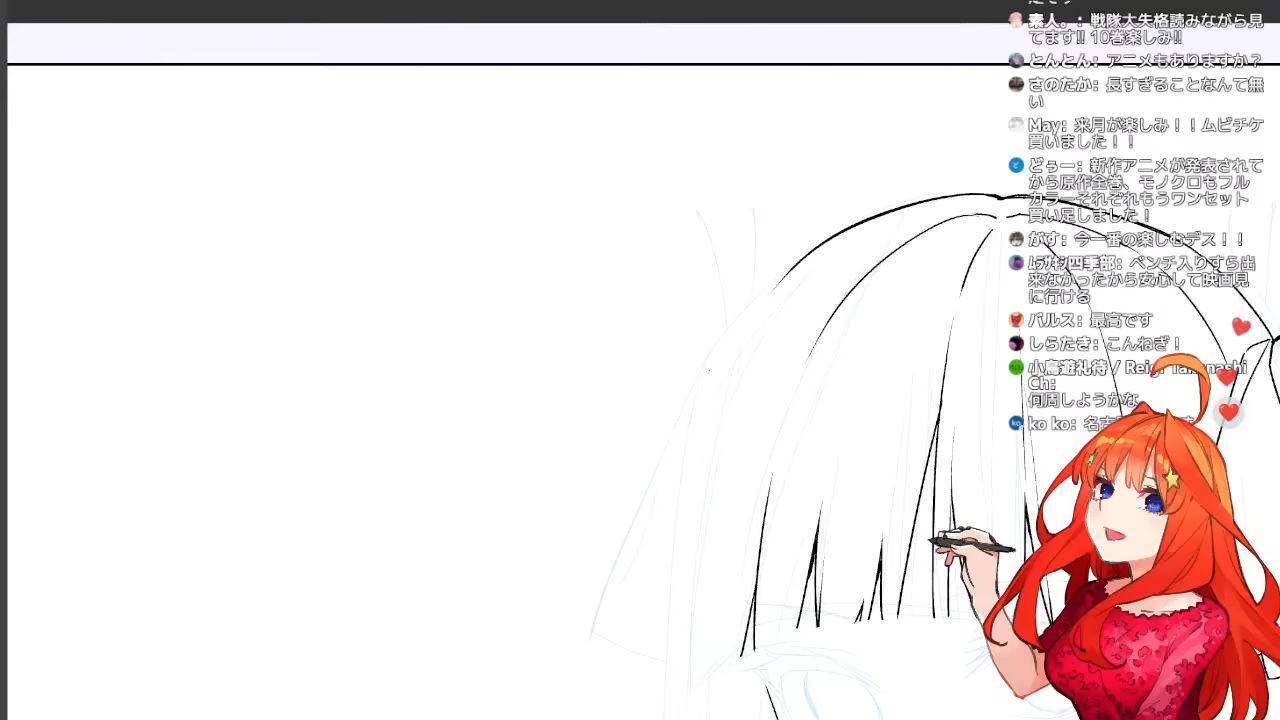 素人。: 戦隊大失格読みながら見
てます!! 10巻楽しみ!!
とんとん: アニメもありますか？
さのたか: 長すぎることなんて無
い
May: 来月が楽しみ！！ムビチケ
買いました！！
どぅー: 新作アニメが発表されて
から原作全巻、モノクロもフル
カラーそれぞれもうワンセット
買い足しました！
がす: 今一番の楽しむデス！！
四季部: ベンチ入りすら出
来なかったから安心して映画見
に行ける
バルス: 最高です
しらたき: こんねぎ！
小鳥遊礼待 / Reigi Takanashi
Ch:
何周しようかな
ko ko: 名古